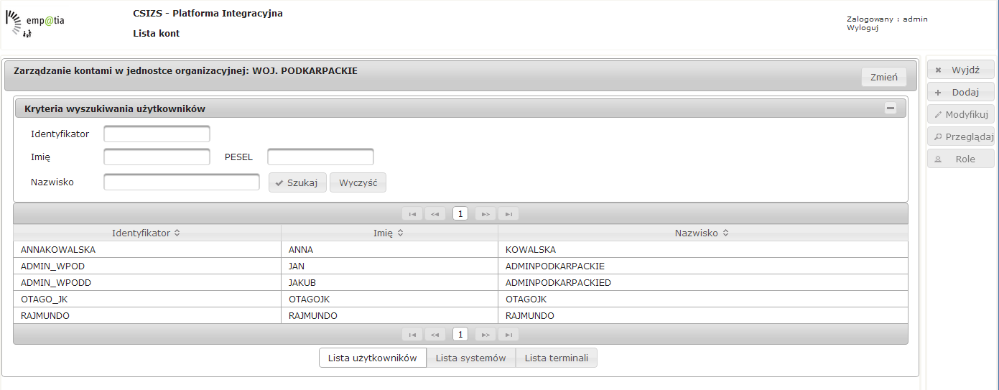 emp@tia
CSIZS - Platforma Integracyjna
Lista kont
Zalogowany : admin
Wyloguj
Zarządzanie kontami w jednostce organizacyjnej: WOJ. PODKARPACKIE
Zmień
Kryteria wyszukiwania użytkowników
Identyfikator
Imię PESEL
Nazwisko Szukaj Wyczyść
1
Identyfikator Imię Nazwisko
ANNAKOWALSKA ANNA KOWALSKA
ADMIN_WPOD JAN ADMINPODKARPACKIE
ADMIN_WPODD JAKUB ADMINPODKARPACKIED
OTAGO_JK OTAGOJK OTAGOJK
RAJMUNDO RAJMUNDO RAJMUNDO
1
Lista użytkowników Lista systemów Lista terminali
Wyjdź
Dodaj
Modyfikuj
Przeglądaj
Role